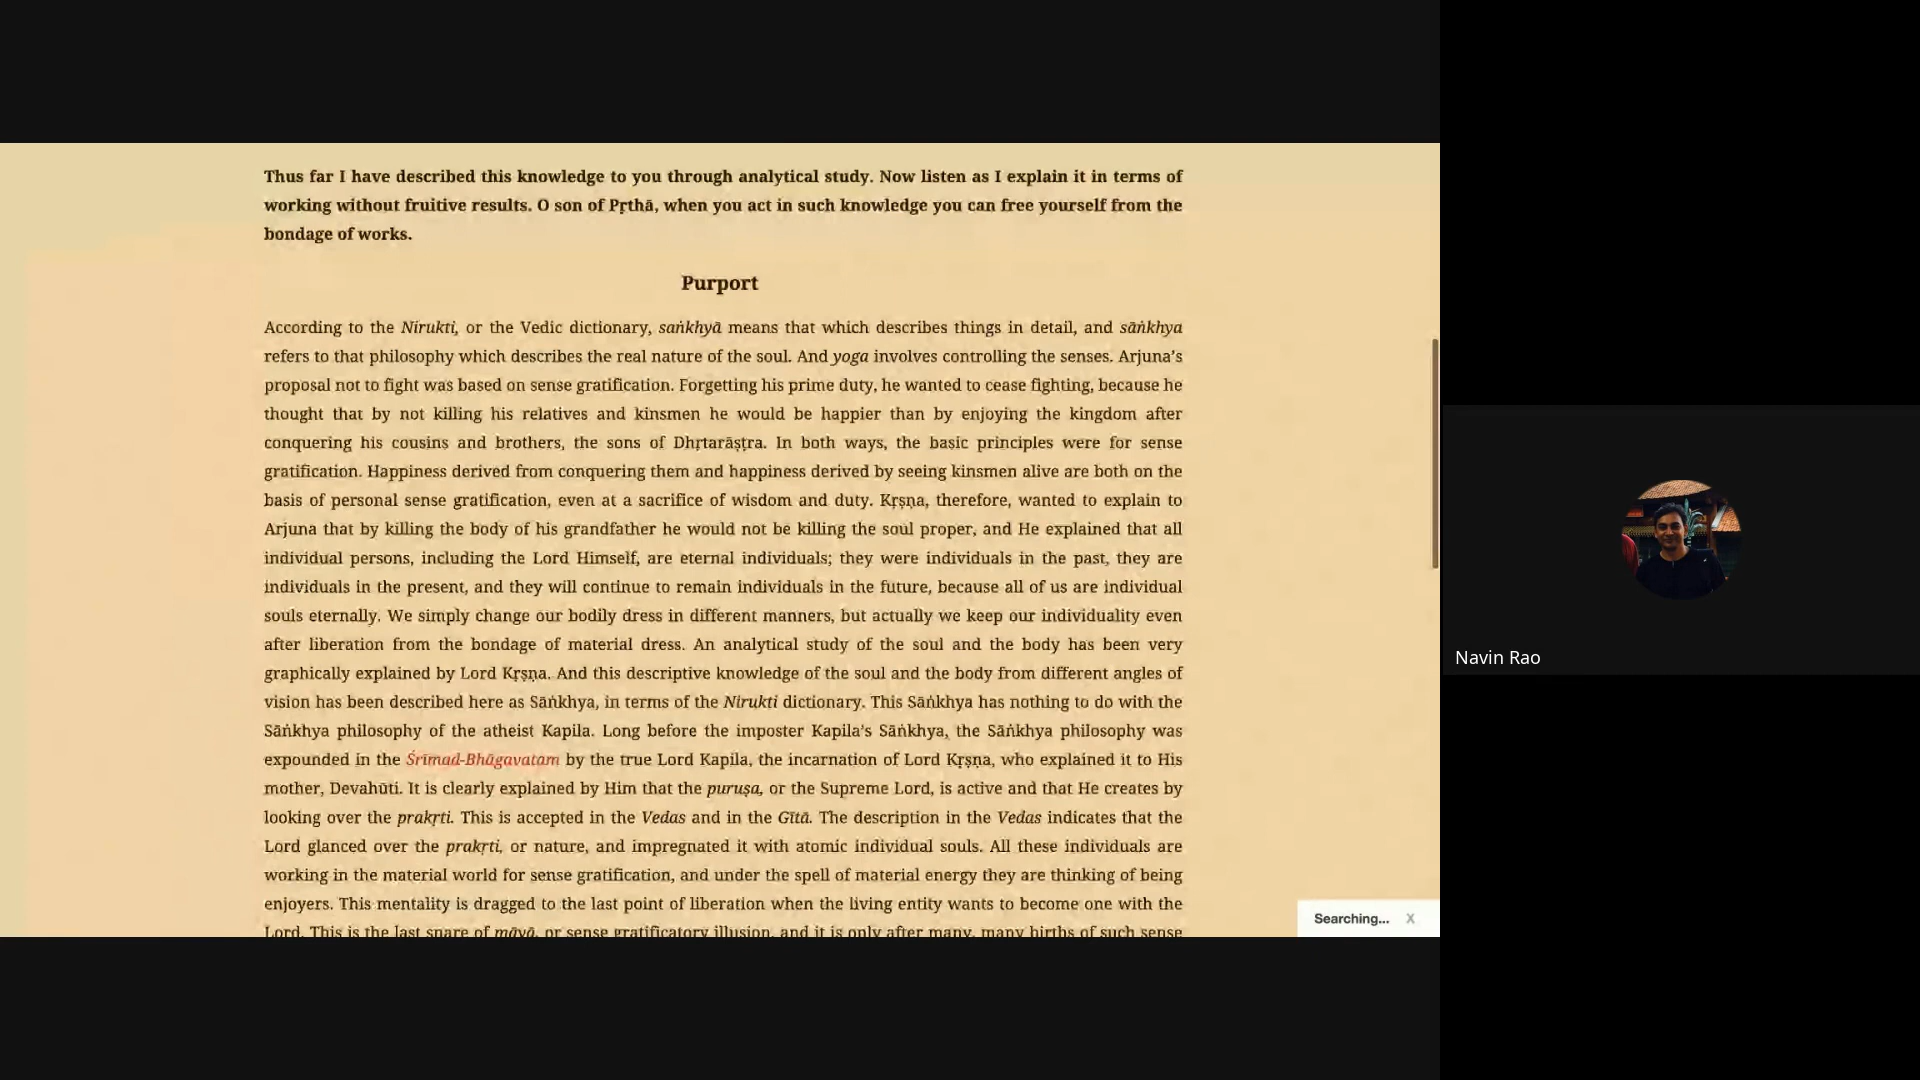 Thus far I have described this knowledge to you through analytical study. Now listen as I explain it in terms of
working without fruitive results. O son of Pṛthā, when you act in such knowledge you can free yourself from the
bondage of works.
Purport
According to the Nirukti, or the Vedic dictionary, saṅkhyā means that which describes things in detail, and sāṅkhya
refers to that philosophy which describes the real nature of the soul. And yoga involves controlling the senses. Arjuna’s
proposal not to fight was based on sense gratification. Forgetting his prime duty, he wanted to cease fighting, because he
thought that by not killing his relatives and kinsmen he would be happier than by enjoying the kingdom after
conquering his cousins and brothers, the sons of Dhṛtarāṣṭra. In both ways, the basic principles were for sense
gratification. Happiness derived from conquering them and happiness derived by seeing kinsmen alive are both on the
basis of personal sense gratification, even at a sacrifice of wisdom and duty. Kṛṣṇa, therefore, wanted to explain to
Arjuna that by killing the body of his grandfather he would not be killing the soul proper, and He explained that all
individual persons, including the Lord Himself, are eternal individuals; they were individuals in the past, they are
individuals in the present, and they will continue to remain individuals in the future, because all of us are individual
souls eternally. We simply change our bodily dress in different manners, but actually we keep our individuality even
after liberation from the bondage of material dress. An analytical study of the soul and the body has been very
graphically explained by Lord Kṛṣṇa. And this descriptive knowledge of the soul and the body from different angles of
vision has been described here as Sāṅkhya, in terms of the Nirukti dictionary. This Sāṅkhya has nothing to do with the
Sāṅkhya philosophy of the atheist Kapila. Long before the imposter Kapila’s Sāṅkhya, the Sāṅkhya philosophy was
expounded in the Śrīmad-Bhāgavatam by the true Lord Kapila, the incarnation of Lord Kṛṣṇa, who explained it to His
mother, Devahūti. It is clearly explained by Him that the puruṣa, or the Supreme Lord, is active and that He creates by
looking over the prakṛti. This is accepted in the Vedas and in the Gītā. The description in the Vedas indicates that the
Lord glanced over the prakṛti, or nature, and impregnated it with atomic individual souls. All these individuals are
working in the material world for sense gratification, and under the spell of material energy they are thinking of being
enjoyers. This mentality is dragged to the last point of liberation when the living entity wants to become one with the
Lord. This is the last snare of māyā, or sense gratificatory illusion, and it is only after many, many births of such sense
Searching... X
Navin Rao